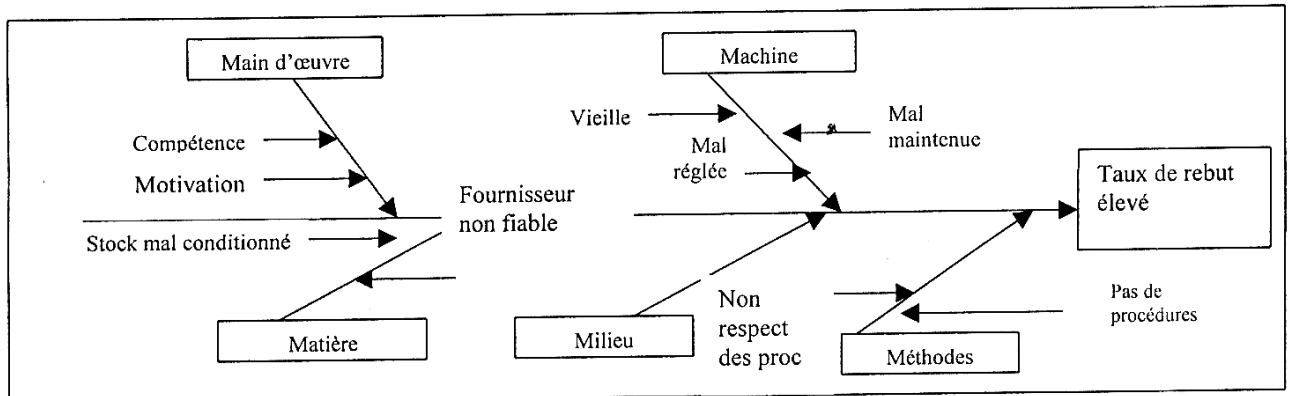 Main d'œuvre
Machine
Vieille
Mal
maintenue
Compétence
Mal
réglée
Motivation
Fournisseur
non fiable
Taux de rebut
élevé
Stock mal conditionné
Matière
Milieu
Non
respect
des proc
Méthodes
Pas de
procédures